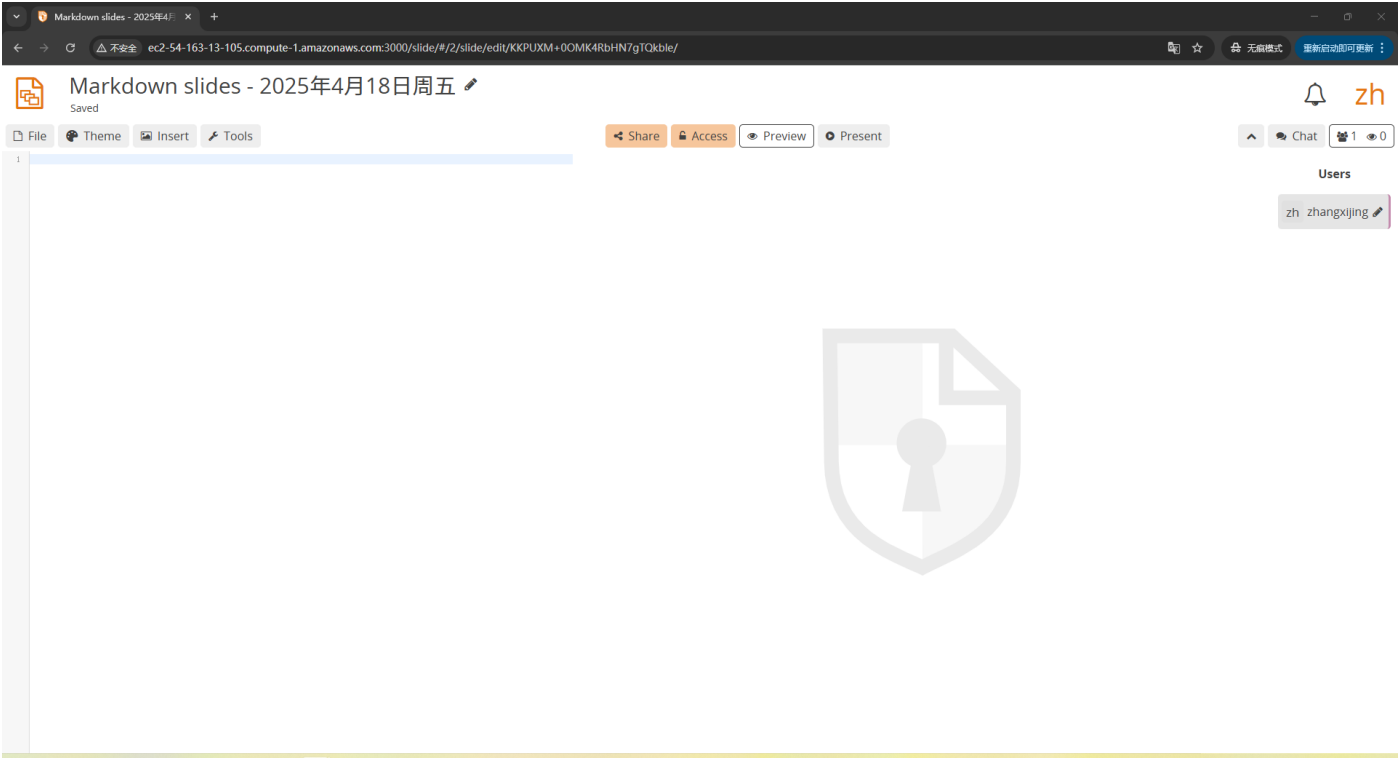 Markdown slides - 2025年4月
不安全 ec2-54-163-13-105.compute-1.amazonaws.com:3000/slide/#/2/slide/edit/KKPUXM+0OMK4RbHN7gTQkble/ 无痕模式 重新启动即可更新
Markdown slides - 2025年4月18日周五
Saved
zh
File Theme Insert Tools Share Access Preview Present Chat 1 0
1
Users
zh zhangxijing